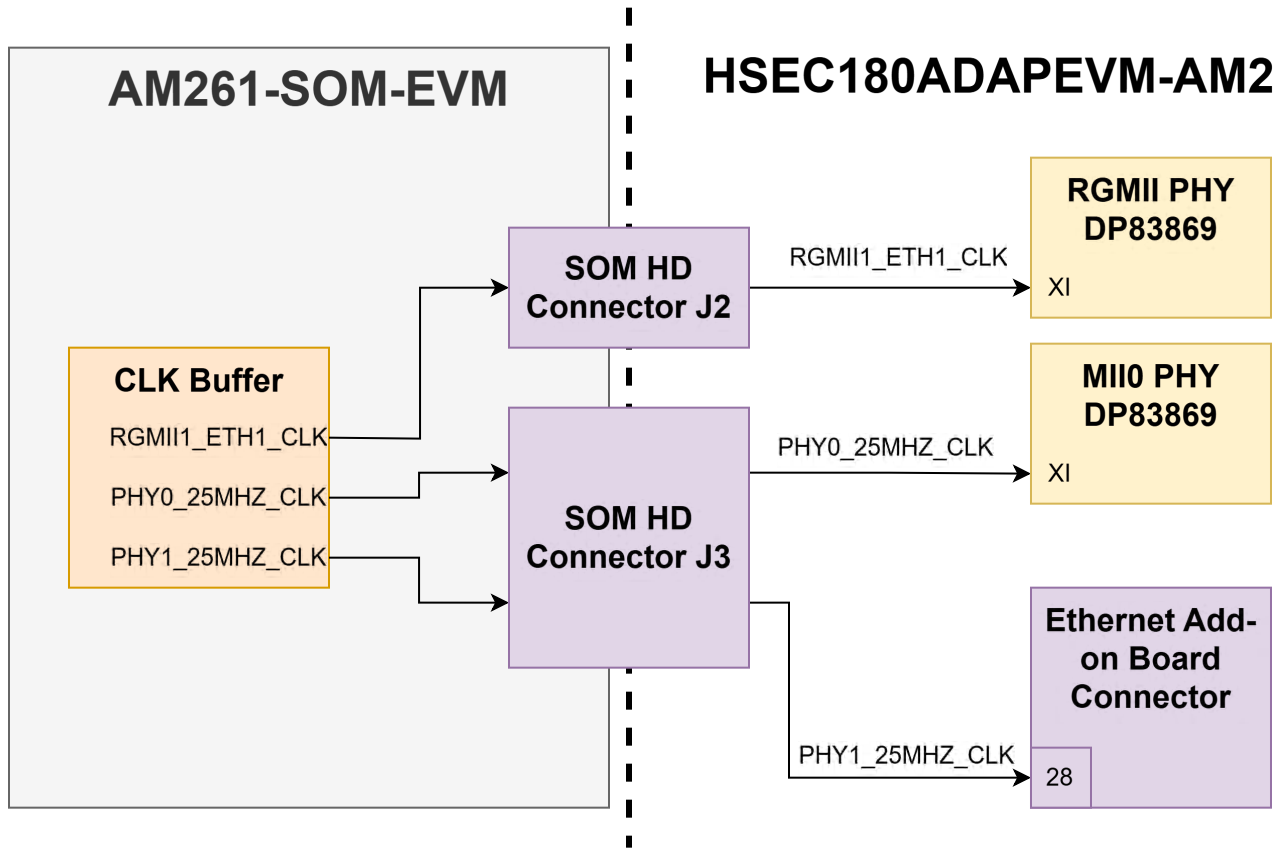 AM261-SOM-EVM
HSEC180ADAPEVM-AM2
RGMII PHY
DP83869
XI
SOM HD
Connector J2
RGMII1_ETH1_CLK
MII0 PHY
DP83869
XI
CLK Buffer
RGMII1_ETH1_CLK
PHY0_25MHZ_CLK
PHY1_25MHZ_CLK
SOM HD
Connector J3
PHY0_25MHZ_CLK
Ethernet Add-
on Board
Connector
PHY1_25MHZ_CLK
28